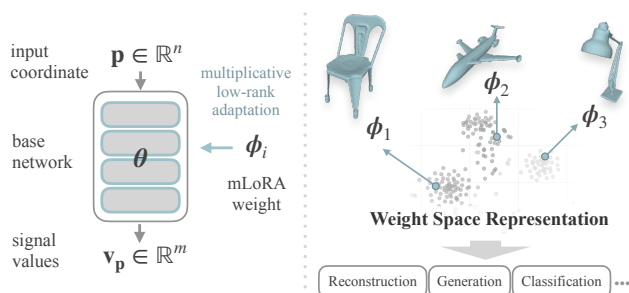 input
coordinate
p ∈ ℝⁿ
multiplicative
low-rank
adaptation
base
network
θ
ϕᵢ
mLoRA
weight
signal
values
v_p ∈ ℝᵐ
ϕ₁
ϕ₂
ϕ₃
Weight Space Representation
Reconstruction
Generation
Classification
•••